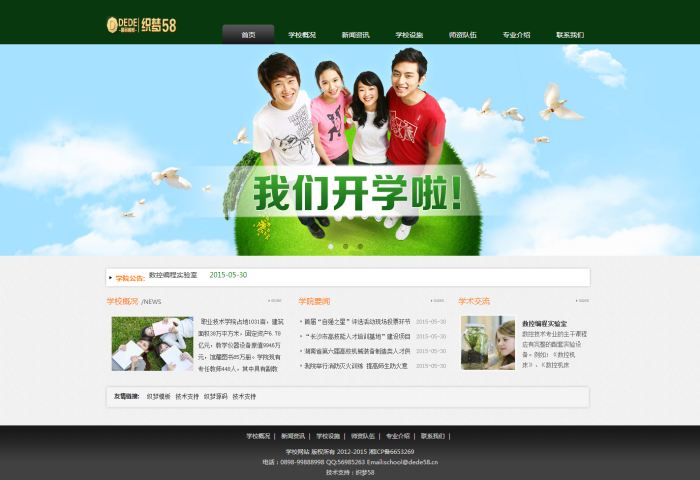 DEDE 织梦58
首页 学校概况 新闻资讯 学校设施 师资队伍 专业介绍 联系我们
我们开学啦!
学院公告: 数控编程实验室 2015-05-30
学校概况 /NEWS
职业技术学院占地1031亩,建筑
面积30万平方米,固定资产6.78
亿元,教学仪器设备原值9948万
元,馆藏图书85万册。学院现有
专任教师448人,其中具有副教
学院要闻
首届“自强之星”评选活动现场投票环节 2015-05-30
“长沙市高技能人才培训基地”建设项目 2015-05-30
湖南省第六届高校机械装备制造类人才供 2015-05-30
我院举行消防灭火演练 提高师生防火意 2015-05-30
学术交流
数控编程实验室
数控技术专业的主干课程
应有完整的配套实验设
备。例如:《数控机
床》、《数控机床
友情链接: 织梦模板 技术支持 织梦源码 技术支持
学校概况 | 新闻资讯 | 学校设施 | 师资队伍 | 专业介绍 | 联系我们 |
学校网站 版权所有 2012-2015 湘ICP备6653269
电话:0898-99888998 QQ:56985263 Email:school@dede58.cn
技术支持:织梦58